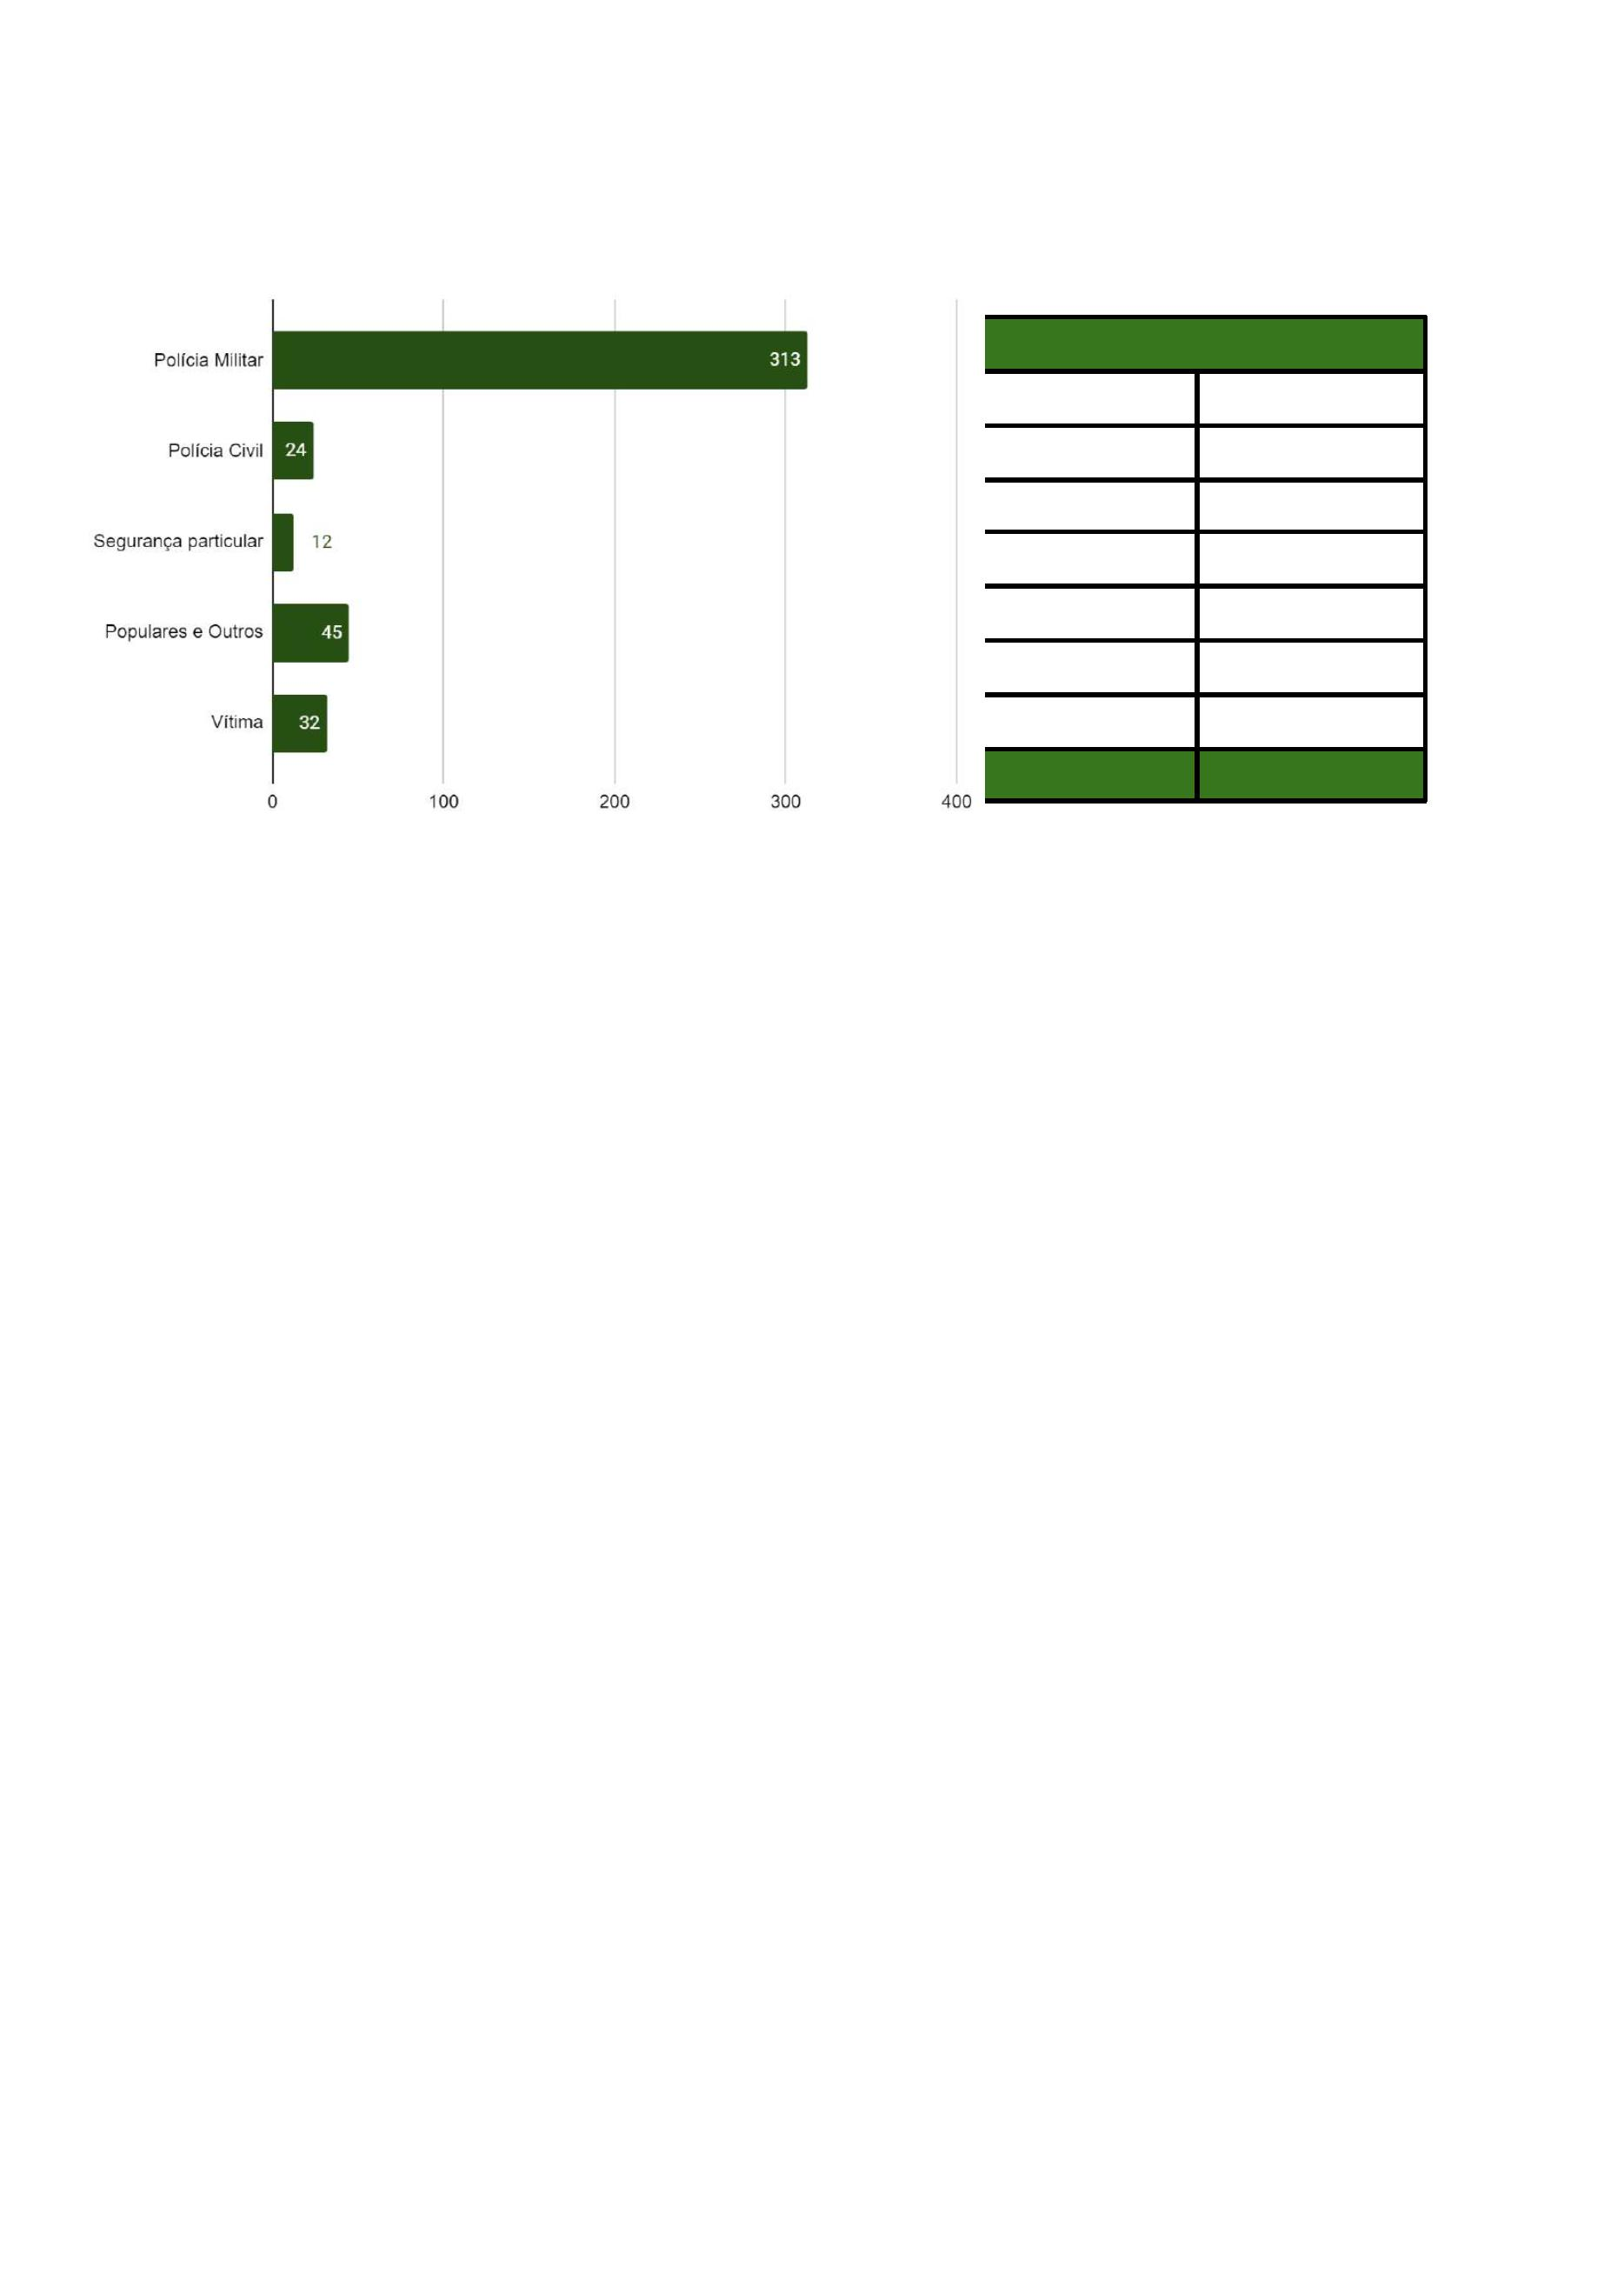 Polícia Militar 313
Polícia Civil 24
Segurança particular 12
Populares e Outros 45
Vítima 32
0 100 200 300 400